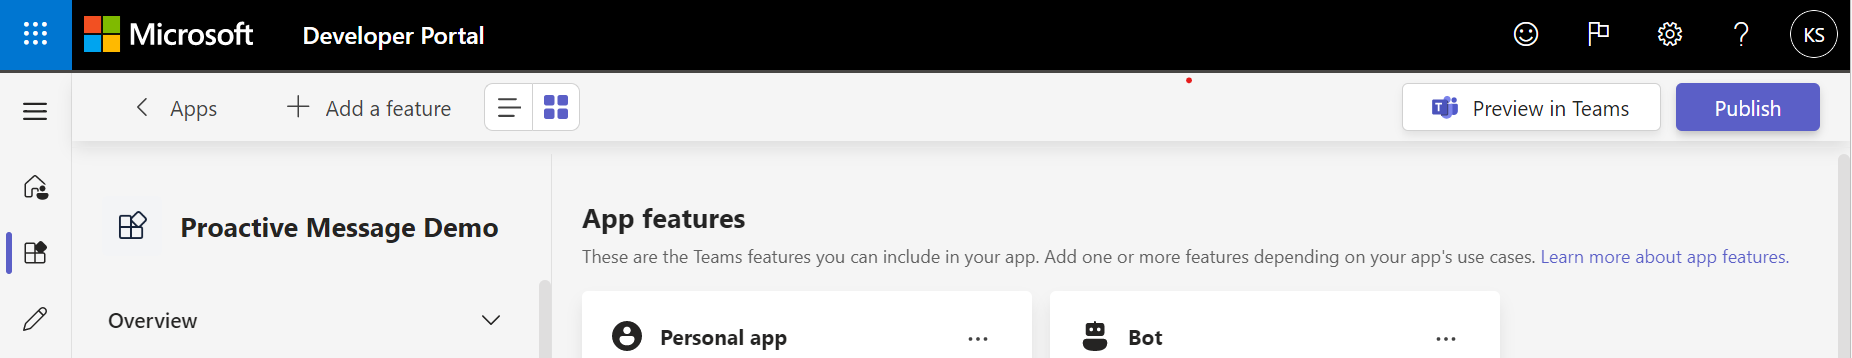 Microsoft Developer Portal KS
Apps Add a feature Preview in Teams Publish
Proactive Message Demo
App features
These are the Teams features you can include in your app. Add one or more features depending on your app's use cases. Learn more about app features.
Overview
Personal app ... Bot ...